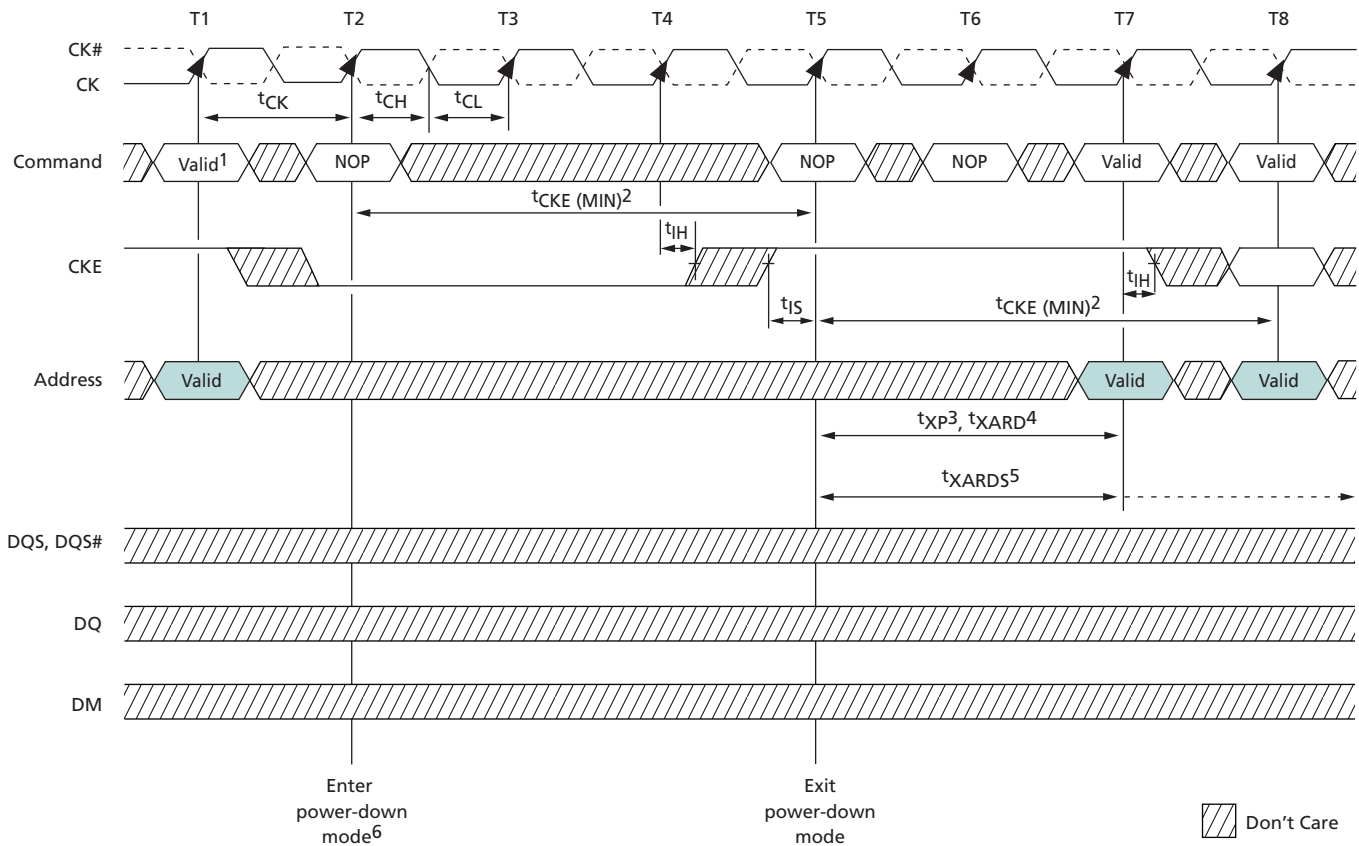 T1 T2 T3 T4 T5 T6 T7 T8
CK#
CK
tCK tCH tCL
Command Valid1 NOP NOP NOP Valid Valid
tCKE (MIN)2
tIH
CKE
tIH
tIS tCKE (MIN)2
Address Valid Valid Valid
tXP3, tXARD4
tXARDS5
DQS, DQS#
DQ
DM
Enter
power-down
mode6
Exit
power-down
mode
Don't Care